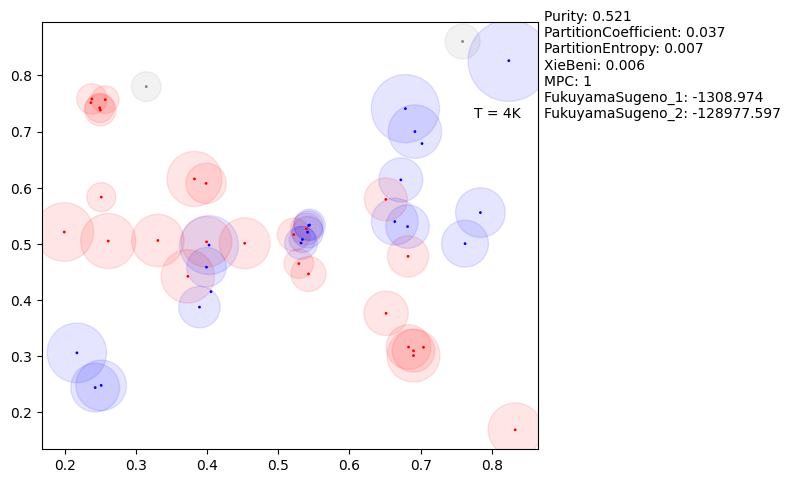 Purity: 0.521
PartitionCoefficient: 0.037
PartitionEntropy: 0.007
XieBeni: 0.006
MPC: 1
FukuyamaSugeno_1: -1308.974
FukuyamaSugeno_2: -128977.597
T = 4K
0.8
0.7
0.6
0.5
0.4
0.3
0.2
0.2 0.3 0.4 0.5 0.6 0.7 0.8